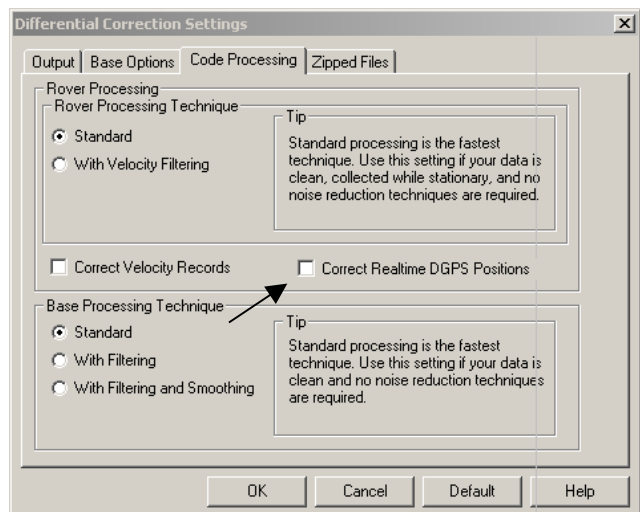 Differential Correction Settings
Output
Base Options
Code Processing
Zipped Files
Rover Processing
Rover Processing Technique
Standard
With Velocity Filtering
Tip
Standard processing is the fastest
technique. Use this setting if your data is
clean, collected while stationary, and no
noise reduction techniques are required.
Correct Velocity Records
Correct Realtime DGPS Positions
Base Processing Technique
Standard
With Filtering
With Filtering and Smoothing
Tip
Standard processing is the fastest
technique. Use this setting if your data is
clean and no noise reduction techniques
are required.
OK
Cancel
Default
Help